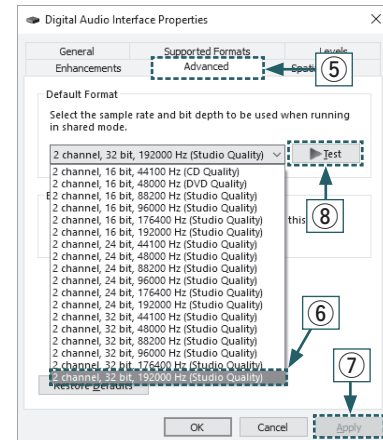 Digital Audio Interface Properties
General Supported Formats Levels
Enhancements Advanced Spati
5
Default Format
Select the sample rate and bit depth to be used when running
in shared mode.
2 channel, 32 bit, 192000 Hz (Studio Quality) Test
2 channel, 16 bit, 44100 Hz (CD Quality)
2 channel, 16 bit, 48000 Hz (DVD Quality)
2 channel, 16 bit, 88200 Hz (Studio Quality)
8
2 channel, 16 bit, 96000 Hz (Studio Quality)
2 channel, 16 bit, 176400 Hz (Studio Quality) this
2 channel, 16 bit, 192000 Hz (Studio Quality)
2 channel, 24 bit, 44100 Hz (Studio Quality)
2 channel, 24 bit, 48000 Hz (Studio Quality)
2 channel, 24 bit, 88200 Hz (Studio Quality)
2 channel, 24 bit, 96000 Hz (Studio Quality)
2 channel, 24 bit, 176400 Hz (Studio Quality)
2 channel, 24 bit, 192000 Hz (Studio Quality)
2 channel, 32 bit, 44100 Hz (Studio Quality)
6
2 channel, 32 bit, 48000 Hz (Studio Quality)
2 channel, 32 bit, 88200 Hz (Studio Quality)
2 channel, 32 bit, 96000 Hz (Studio Quality)
2 channel, 32 bit, 176400 Hz (Studio Quality)
7
2 channel, 32 bit, 192000 Hz (Studio Quality)
Restore Defaults
OK Cancel Apply